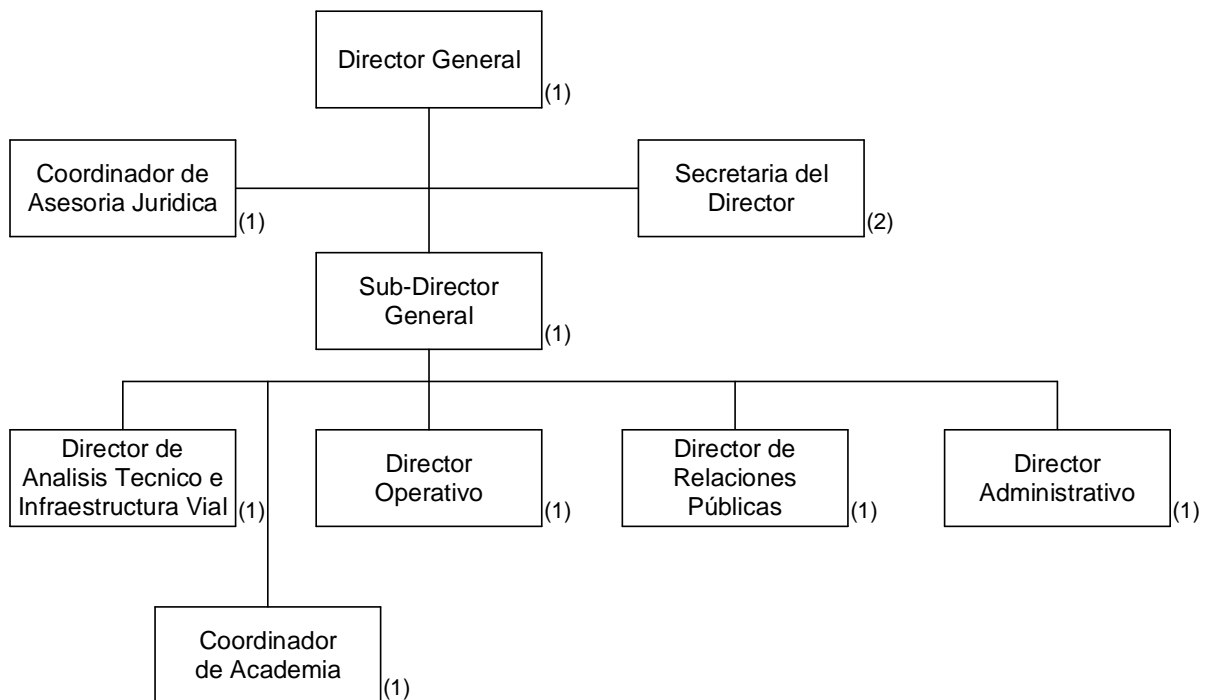 Director General
(1)
Coordinador de
Asesoria Juridica
(1)
Secretaria del
Director
(2)
Sub-Director
General
(1)
Director de
Analisis Tecnico e
Infraestructura Vial
(1)
Director
Operativo
(1)
Director de
Relaciones
Públicas
(1)
Director
Administrativo
(1)
Coordinador
de Academia
(1)